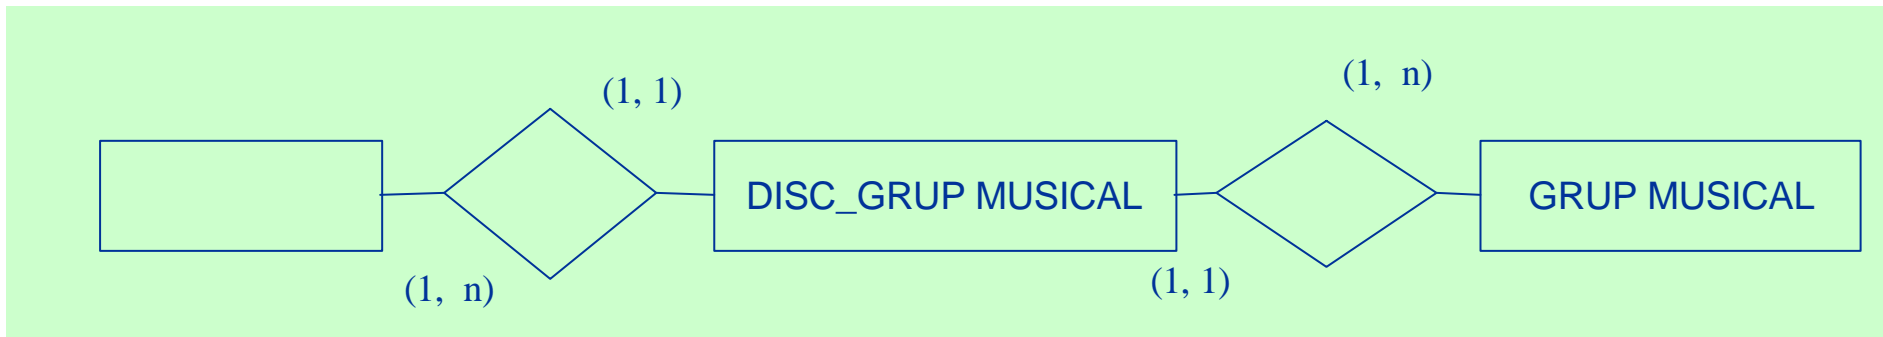 (1, n)
(1, 1)
DISC_GRUP MUSICAL
GRUP MUSICAL
(1, n)
(1, 1)